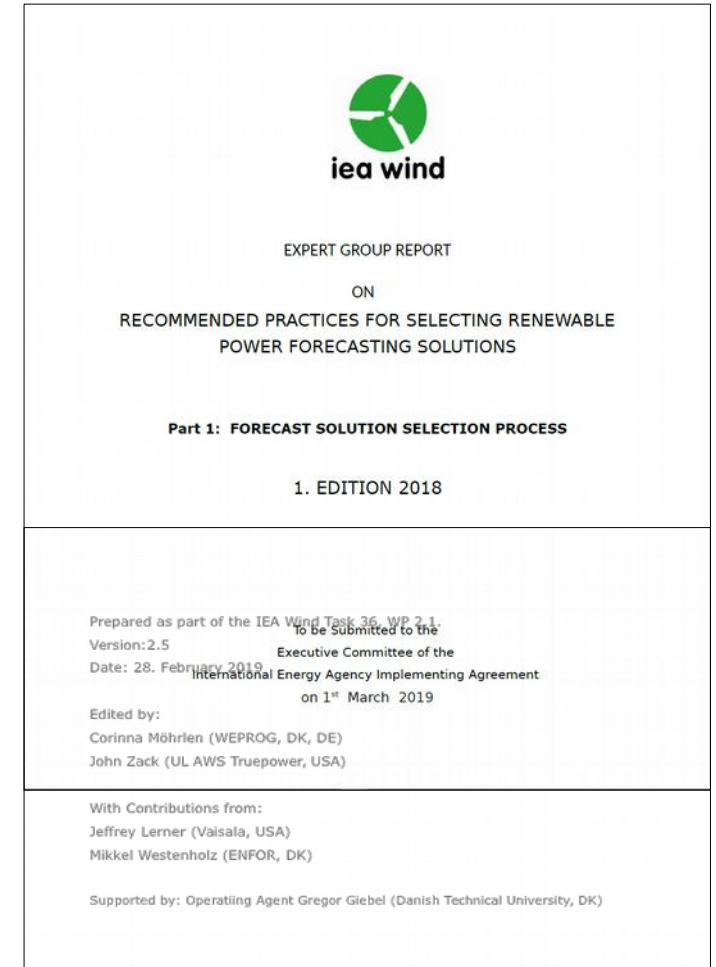 iea wind
EXPERT GROUP REPORT
ON
RECOMMENDED PRACTICES FOR SELECTING RENEWABLE
POWER FORECASTING SOLUTIONS
Part 1: FORECAST SOLUTION SELECTION PROCESS
1. EDITION 2018
Prepared as part of the IEA Wind Task 36, WP 2.1.
To be Submitted to the
Version:2.5
Executive Committee of the
Date: 28. February 2019
International Energy Agency Implementing Agreement
on 1st March 2019
Edited by:
Corinna Möhrlen (WEPROG, DK, DE)
John Zack (UL AWS Truepower, USA)
With Contributions from:
Jeffrey Lerner (Vaisala, USA)
Mikkel Westenholz (ENFOR, DK)
Supported by: Operatiing Agent Gregor Giebel (Danish Technical University, DK)